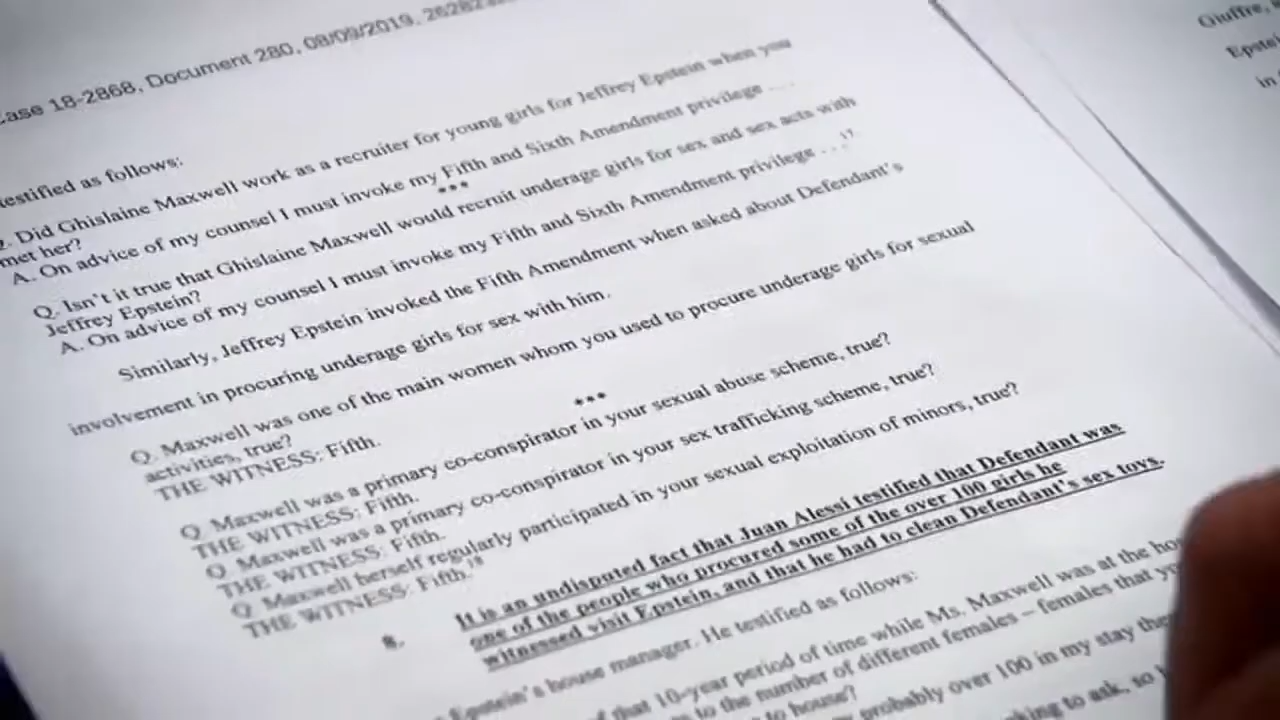 Case 18-2868, Document 280, 08/09/2019, 262823
testified as follows:
Q. Did Ghislaine Maxwell work as a recruiter for young girls for Jeffrey Epstein when you
met her?
A. On advice of my counsel I must invoke my Fifth and Sixth Amendment privilege ....
***
Q. Isn't it true that Ghislaine Maxwell would recruit underage girls for sex and sex acts with
Jeffrey Epstein?
A. On advice of my counsel I must invoke my Fifth and Sixth Amendment privilege . . . 17
Similarly, Jeffrey Epstein invoked the Fifth Amendment when asked about Defendant's
involvement in procuring underage girls for sex with him.
Q. Maxwell was one of the main women whom you used to procure underage girls for sexual
activities, true?
THE WITNESS: Fifth.
***
Q. Maxwell was a primary co-conspirator in your sexual abuse scheme, true?
THE WITNESS: Fifth.
Q. Maxwell was a primary co-conspirator in your sex trafficking scheme, true?
THE WITNESS: Fifth.
Q. Maxwell herself regularly participated in your sexual exploitation of minors, true?
THE WITNESS: Fifth.18
8. It is an undisputed fact that Juan Alessi testified that Defendant was
one of the people who procured some of the over 100 girls he
witnessed visit Epstein, and that he had to clean Defendant's sex toys.
Epstein's house manager. He testified as follows:
of that 10-year period of time while Ms. Maxwell was at the
to the number of different females – females that
to house?
probably over 100 in my stay
to ask, so I
Giuffre,
Epstei
in